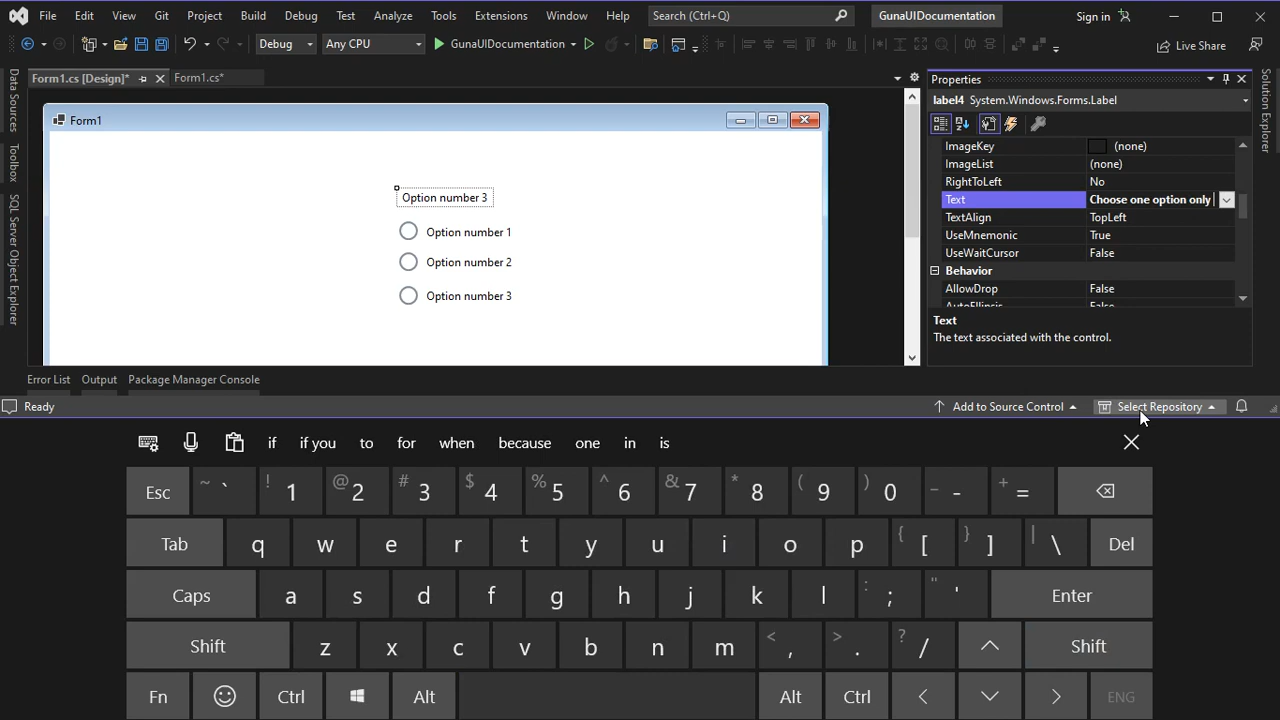 File Edit View Git Project Build Debug Test Analyze Tools Extensions Window Help Search (Ctrl+Q) GunaUIDocumentation Sign in
Debug Any CPU GunaUIDocumentation Live Share
Form1.cs [Design]* Form1.cs*
Data Sources
Toolbox
SQL Server Object Explorer
Form1
Option number 3
Option number 1
Option number 2
Option number 3
Properties
label4 System.Windows.Forms.Label
ImageKey (none)
ImageList (none)
RightToLeft No
Text Choose one option only
TextAlign TopLeft
UseMnemonic True
UseWaitCursor False
Behavior
AllowDrop False
AutoEllipsis False
Text
The text associated with the control.
Solution Explorer
Error List Output Package Manager Console
Ready Add to Source Control Select Repository
if if you to for when because one in is
Esc ~ ` ! 1 @ 2 # 3 $ 4 % 5 ^ 6 & 7 * 8 ( 9 ) 0 _ - + =
Tab q w e r t y u i o p { [ } ] | \ Del
Caps a s d f g h j k l : ; " ' Enter
Shift z x c v b n m < , > . ? / Shift
Fn Ctrl Alt Alt Ctrl ENG